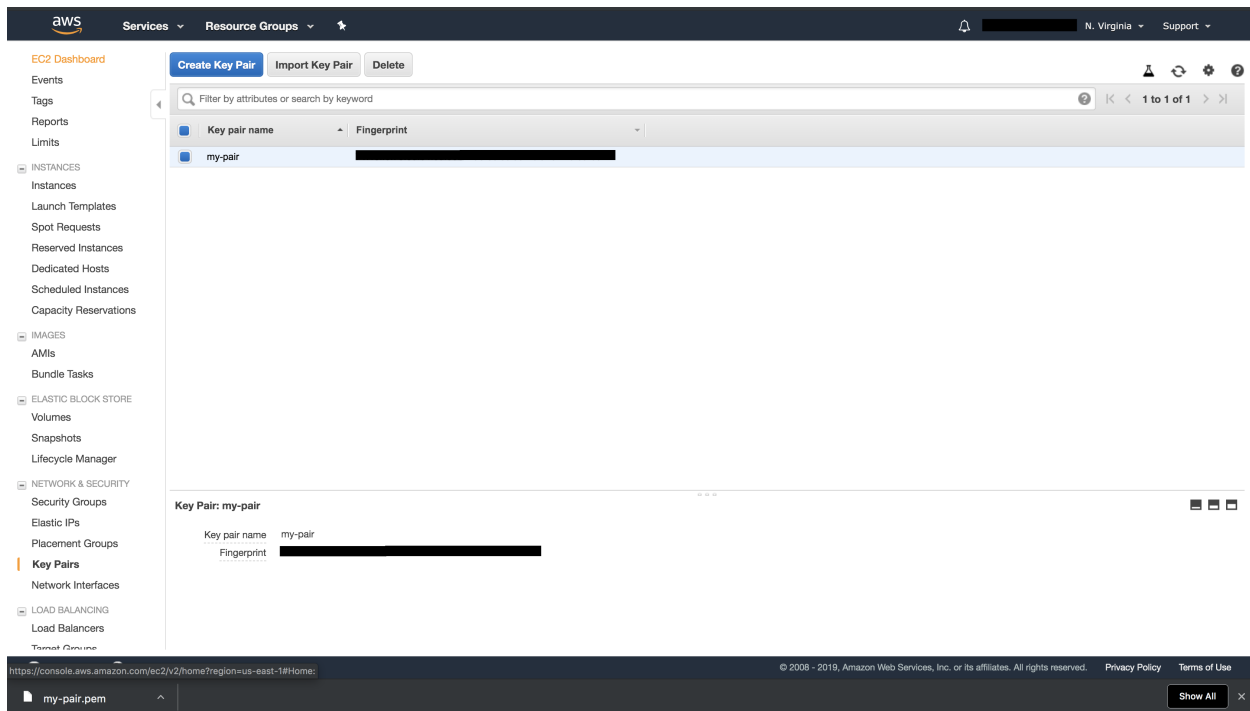 aws Services Resource Groups N. Virginia Support
EC2 Dashboard
Events
Tags
Reports
Limits
INSTANCES
Instances
Launch Templates
Spot Requests
Reserved Instances
Dedicated Hosts
Scheduled Instances
Capacity Reservations
IMAGES
AMIs
Bundle Tasks
ELASTIC BLOCK STORE
Volumes
Snapshots
Lifecycle Manager
NETWORK & SECURITY
Security Groups
Elastic IPs
Placement Groups
Key Pairs
Network Interfaces
LOAD BALANCING
Load Balancers
Target Groups
Create Key Pair Import Key Pair Delete
Filter by attributes or search by keyword 1 to 1 of 1
Key pair name Fingerprint
my-pair
Key Pair: my-pair
Key pair name my-pair
Fingerprint
https://console.aws.amazon.com/ec2/v2/home?region=us-east-1#Home:
© 2008 - 2019, Amazon Web Services, Inc. or its affiliates. All rights reserved. Privacy Policy Terms of Use
my-pair.pem Show All